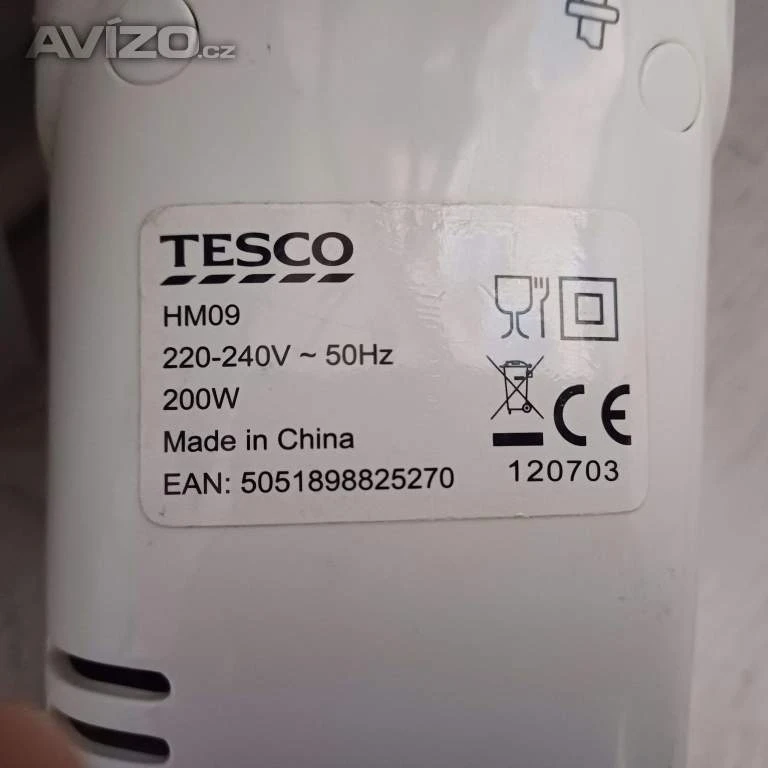 AVÍZO.cz
TESCO
HM09
220-240V ~ 50Hz
200W
Made in China
EAN: 5051898825270
CE
120703